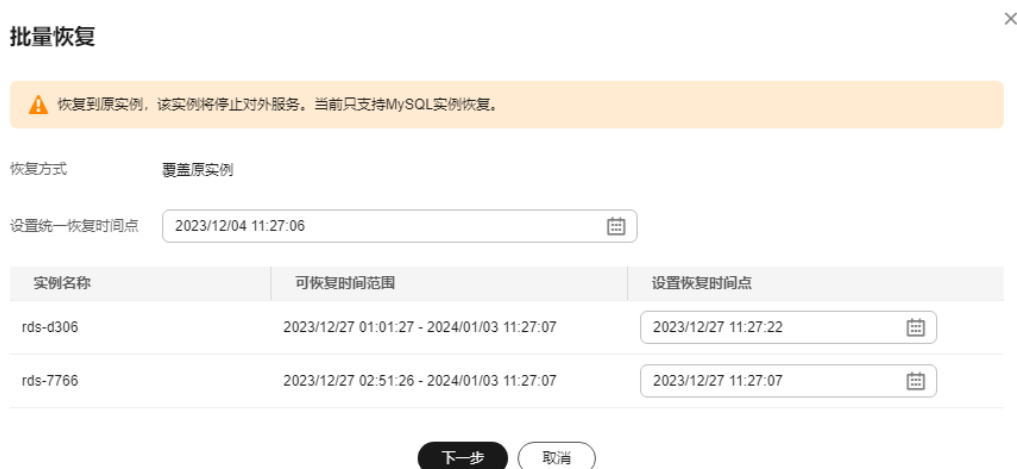 批量恢复
恢复到原实例，该实例将停止对外服务。当前只支持MySQL实例恢复。
恢复方式 覆盖原实例
设置统一恢复时间点 2023/12/04 11:27:06
实例名称 可恢复时间范围 设置恢复时间点
rds-d306 2023/12/27 01:01:27 - 2024/01/03 11:27:07 2023/12/27 11:27:22
rds-7766 2023/12/27 02:51:26 - 2024/01/03 11:27:07 2023/12/27 11:27:07
下一步 取消